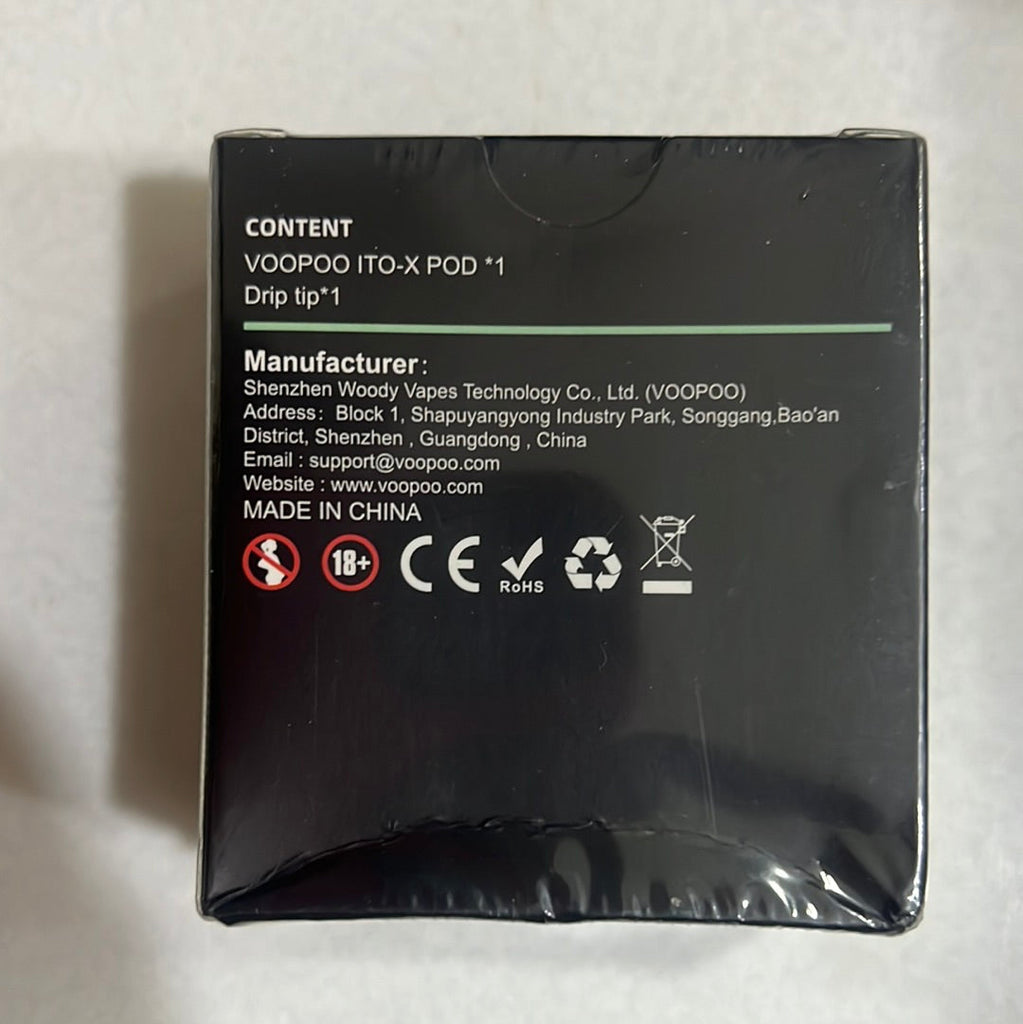 CONTENT
VOOPOO ITO-X POD *1
Drip tip*1
Manufacturer:
Shenzhen Woody Vapes Technology Co., Ltd. (VOOPOO)
Address: Block 1, Shapuyangyong Industry Park, Songgang,Bao'an
District, Shenzhen , Guangdong , China
Email : support@voopoo.com
Website : www.voopoo.com
MADE IN CHINA
18+ CE RoHS